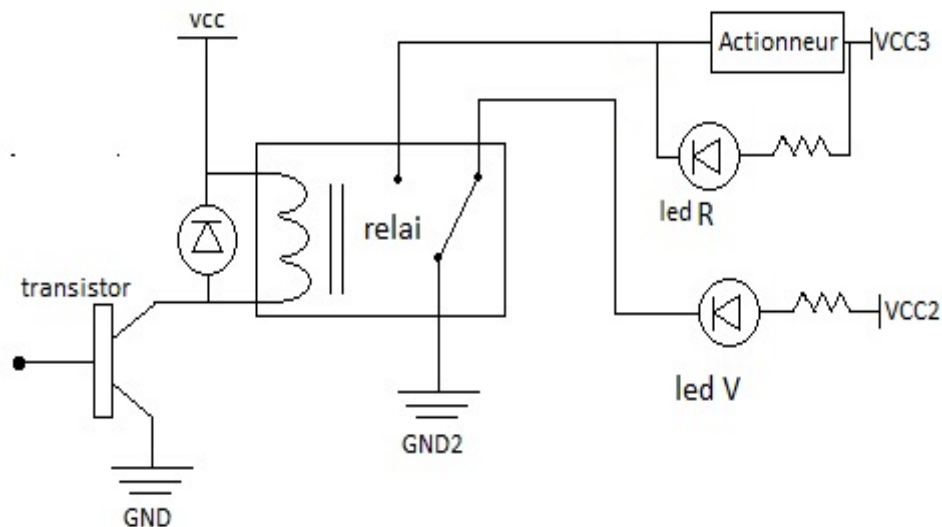 vcc
Actionneur
VCC3
led R
relai
transistor
VCC2
led V
GND2
GND